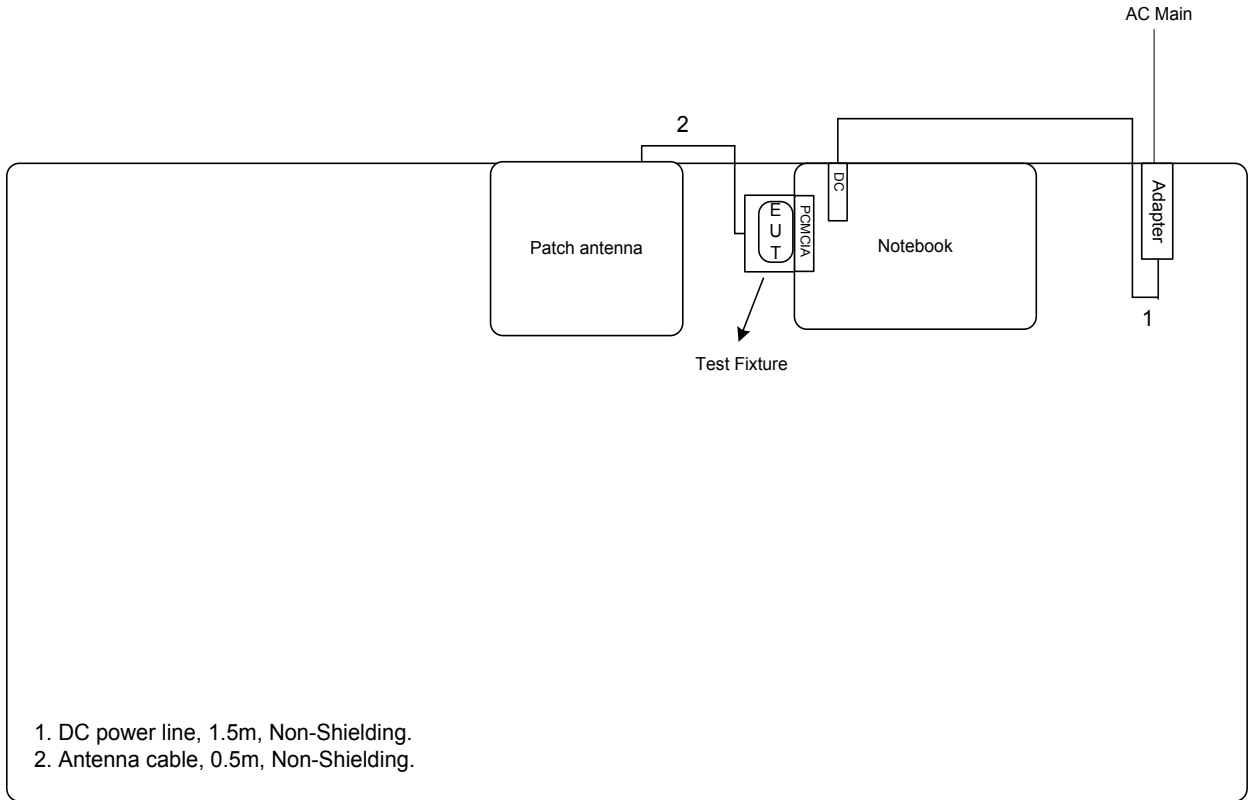 AC Main
2
DC
Adapter
EUT
PCMCIA
Patch antenna
Notebook
1
Test Fixture
1. DC power line, 1.5m, Non-Shielding.
2. Antenna cable, 0.5m, Non-Shielding.